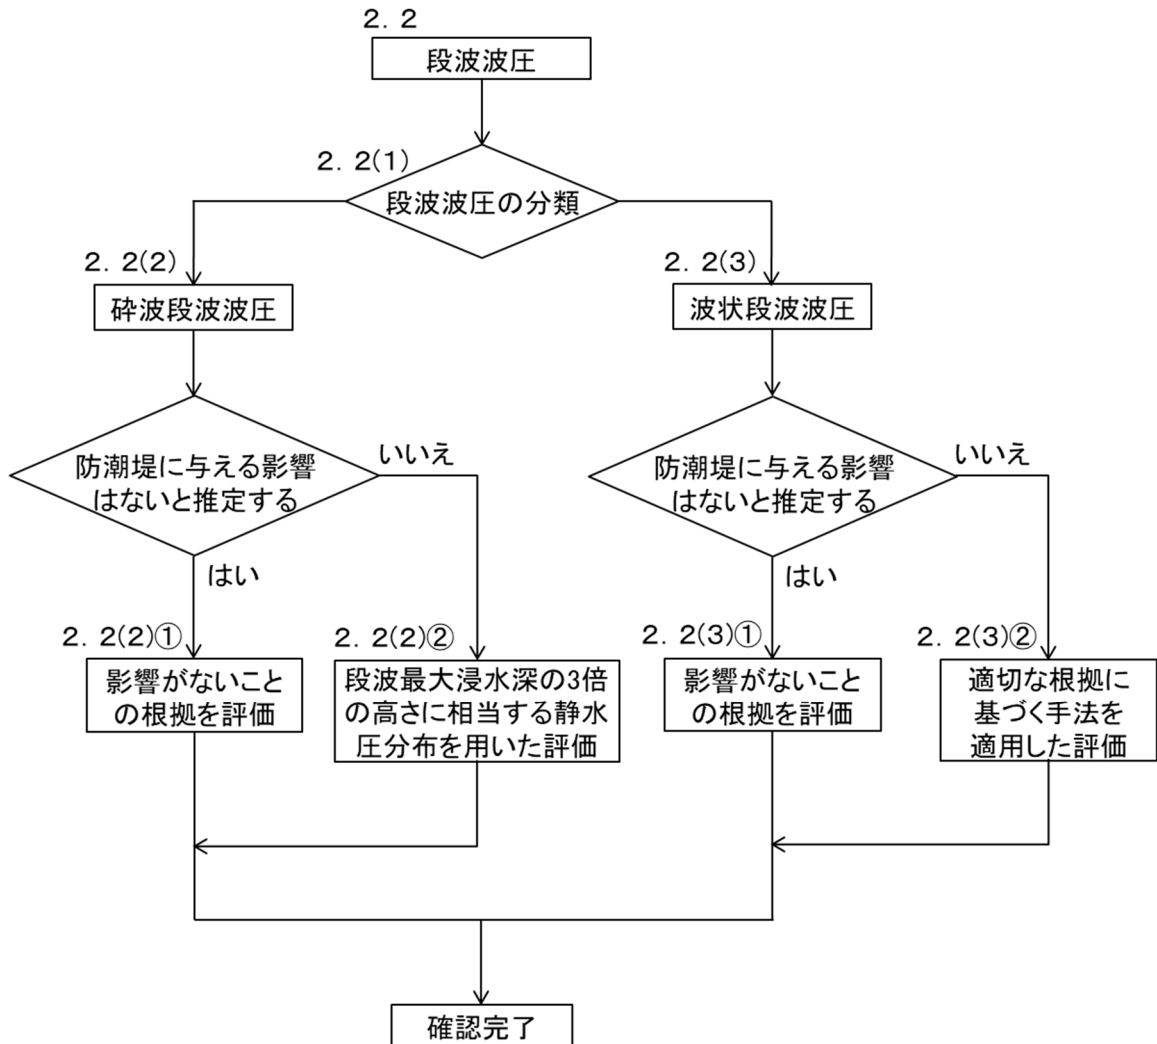 2．2
段波波圧
2．2(1)
段波波圧の分類
2．2(2)
砕波段波波圧
2．2(3)
波状段波波圧
防潮堤に与える影響
はないと推定する
いいえ
はい
防潮堤に与える影響
はないと推定する
いいえ
はい
2．2(2)①
影響がないこと
の根拠を評価
2．2(2)②
段波最大浸水深の3倍
の高さに相当する静水
圧分布を用いた評価
2．2(3)①
影響がないこと
の根拠を評価
2．2(3)②
適切な根拠に
基づく手法を
適用した評価
確認完了